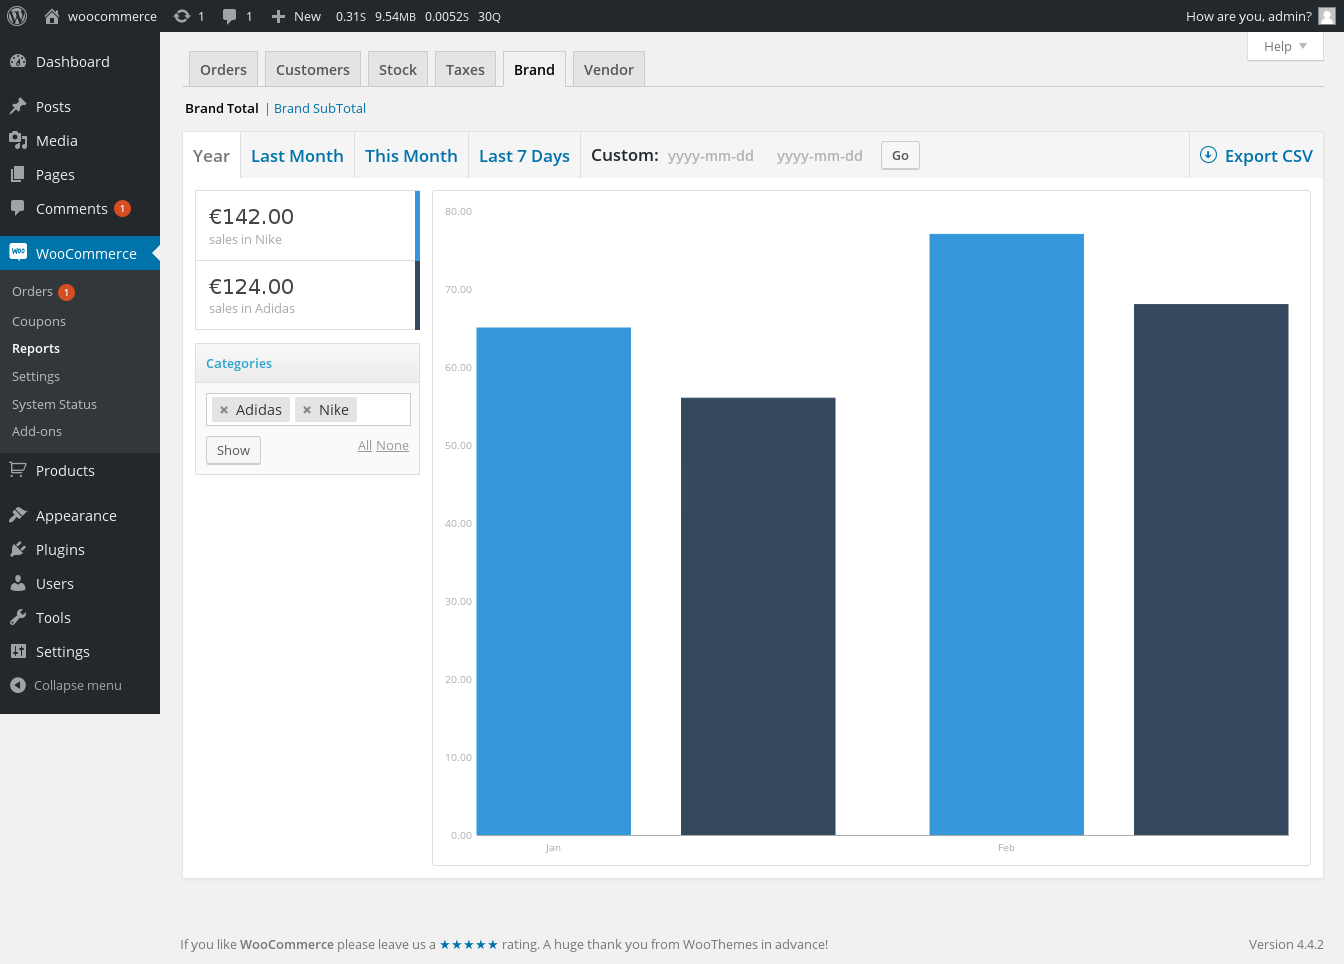 woocommerce 1 1 New 0.31S 9.54MB 0.0052S 30Q How are you, admin?
Help
Dashboard
Posts
Media
Pages
Comments 1
WooCommerce
Orders 1
Coupons
Reports
Settings
System Status
Add-ons
Products
Appearance
Plugins
Users
Tools
Settings
Collapse menu
Orders Customers Stock Taxes Brand Vendor
Brand Total | Brand SubTotal
Year Last Month This Month Last 7 Days Custom: yyyy-mm-dd yyyy-mm-dd Go Export CSV
€142.00
sales in Nike
€124.00
sales in Adidas
Categories
× Adidas × Nike
Show All None
80.00
70.00
60.00
50.00
40.00
30.00
20.00
10.00
0.00
Jan Feb
If you like WooCommerce please leave us a ★★★★★ rating. A huge thank you from WooThemes in advance! Version 4.4.2